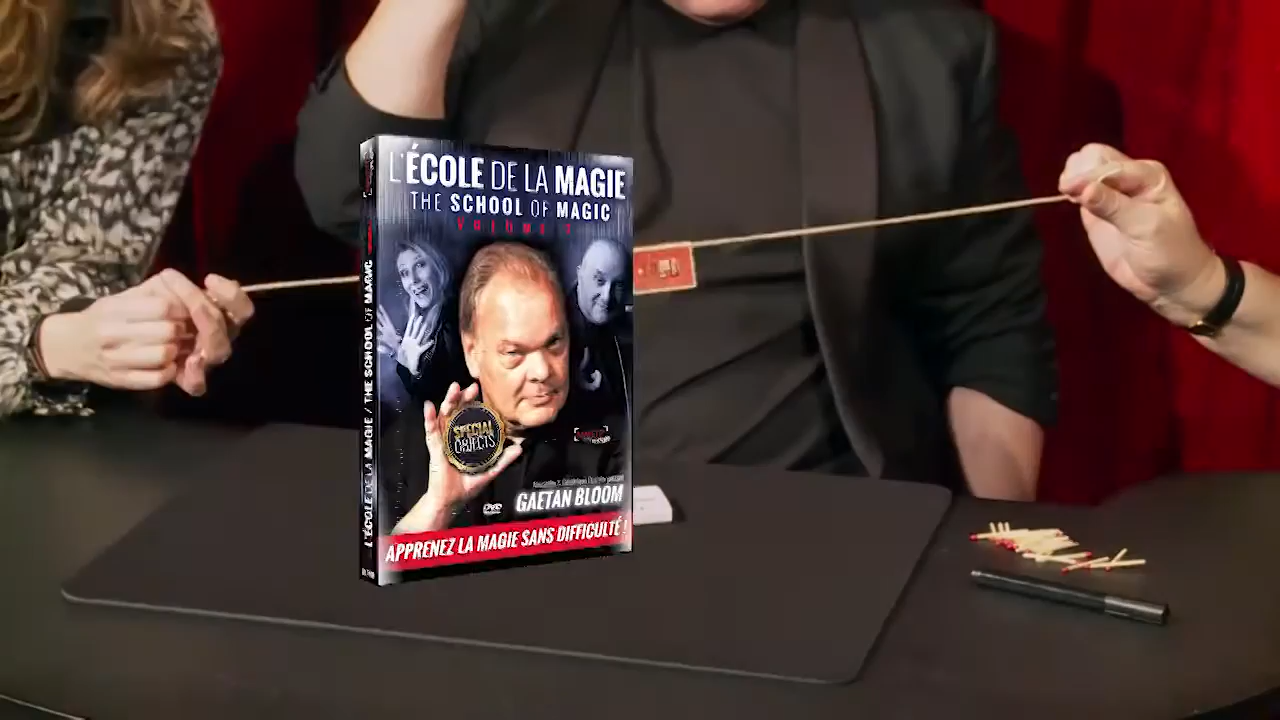 L'ÉCOLE DE LA MAGIE
THE SCHOOL OF MAGIC
SPECIAL
OBJECTS
DVD
GAETAN BLOOM
APPRENEZ LA MAGIE SANS DIFFICULTÉ !
L'ÉCOLE DE LA MAGIE / THE SCHOOL OF MAGIC